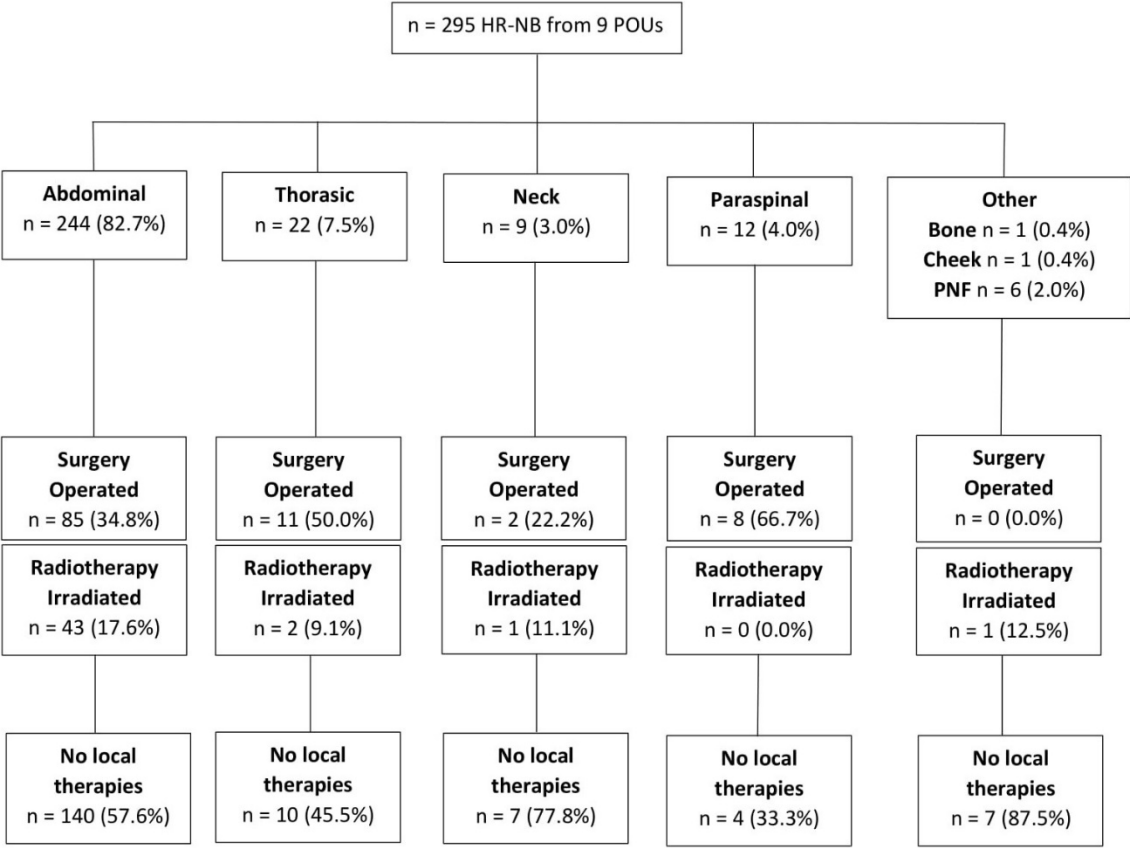 n = 295 HR-NB from 9 POUs
Abdominal
n = 244 (82.7%)
Thorasic
n = 22 (7.5%)
Neck
n = 9 (3.0%)
Paraspinal
n = 12 (4.0%)
Other
Bone n = 1 (0.4%)
Cheek n = 1 (0.4%)
PNF n = 6 (2.0%)
Surgery
Operated
n = 85 (34.8%)
Surgery
Operated
n = 11 (50.0%)
Surgery
Operated
n = 2 (22.2%)
Surgery
Operated
n = 8 (66.7%)
Surgery
Operated
n = 0 (0.0%)
Radiotherapy
Irradiated
n = 43 (17.6%)
Radiotherapy
Irradiated
n = 2 (9.1%)
Radiotherapy
Irradiated
n = 1 (11.1%)
Radiotherapy
Irradiated
n = 0 (0.0%)
Radiotherapy
Irradiated
n = 1 (12.5%)
No local
therapies
n = 140 (57.6%)
No local
therapies
n = 10 (45.5%)
No local
therapies
n = 7 (77.8%)
No local
therapies
n = 4 (33.3%)
No local
therapies
n = 7 (87.5%)